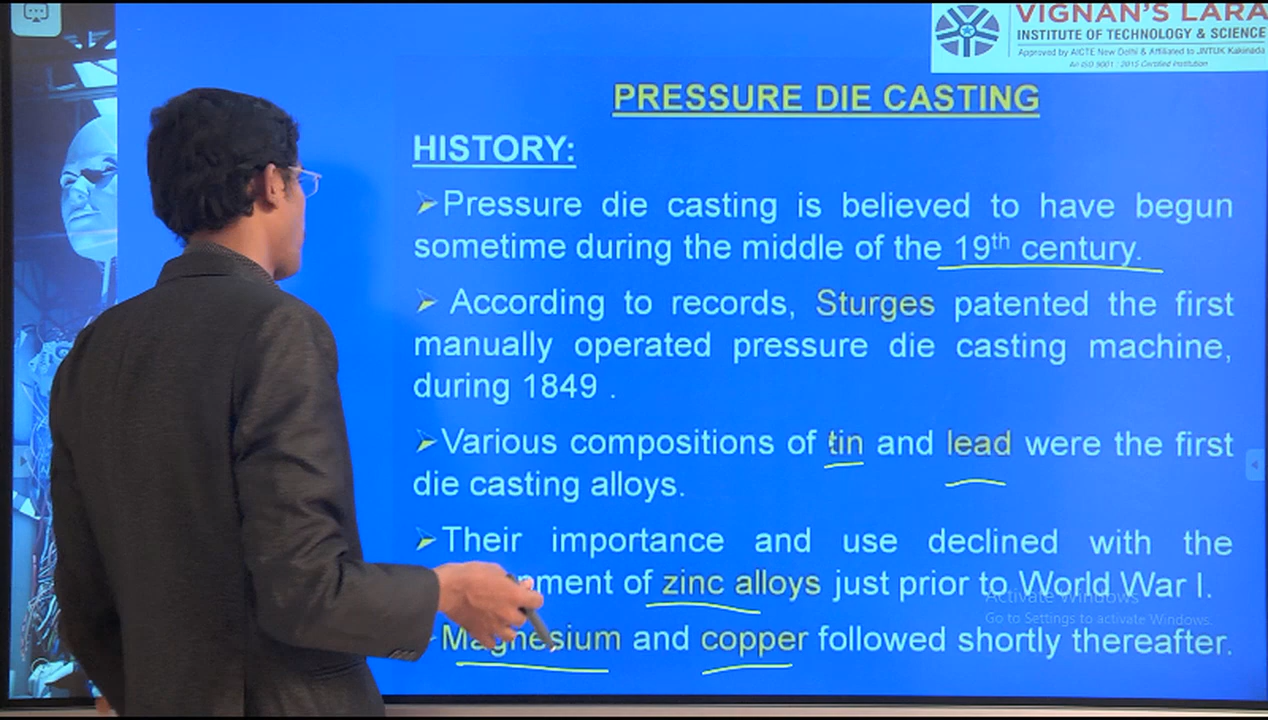 VIGNAN'S LARA
INSTITUTE OF TECHNOLOGY & SCIENCE
Approved by AICTE New Delhi & Affiliated to JNTUK Kakinada
An ISO 9001 : 2015 Certified Institution
PRESSURE DIE CASTING
HISTORY:
➢Pressure die casting is believed to have begun
sometime during the middle of the 19th century.
➢ According to records, Sturges patented the first
manually operated pressure die casting machine,
during 1849 .
➢Various compositions of tin and lead were the first
die casting alloys.
➢Their importance and use declined with the
of zinc alloys just prior to World War I.
Magnesium and copper followed shortly thereafter.
Activate Windows
Go to Settings to activate Windows.